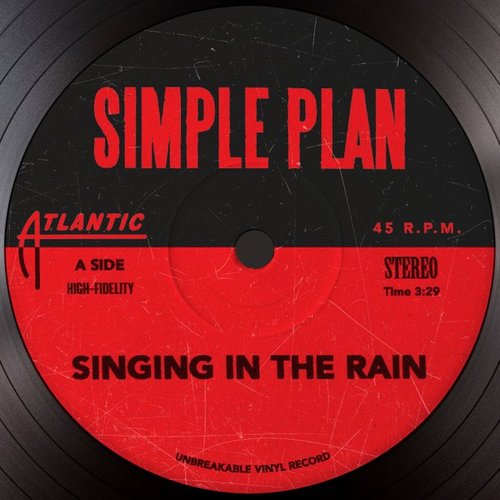 SIMPLE PLAN
ATLANTIC
45 R.P.M.
A SIDE
STEREO
HIGH-FIDELITY
Time 3:29
SINGING IN THE RAIN
UNBREAKABLE VINYL RECORD